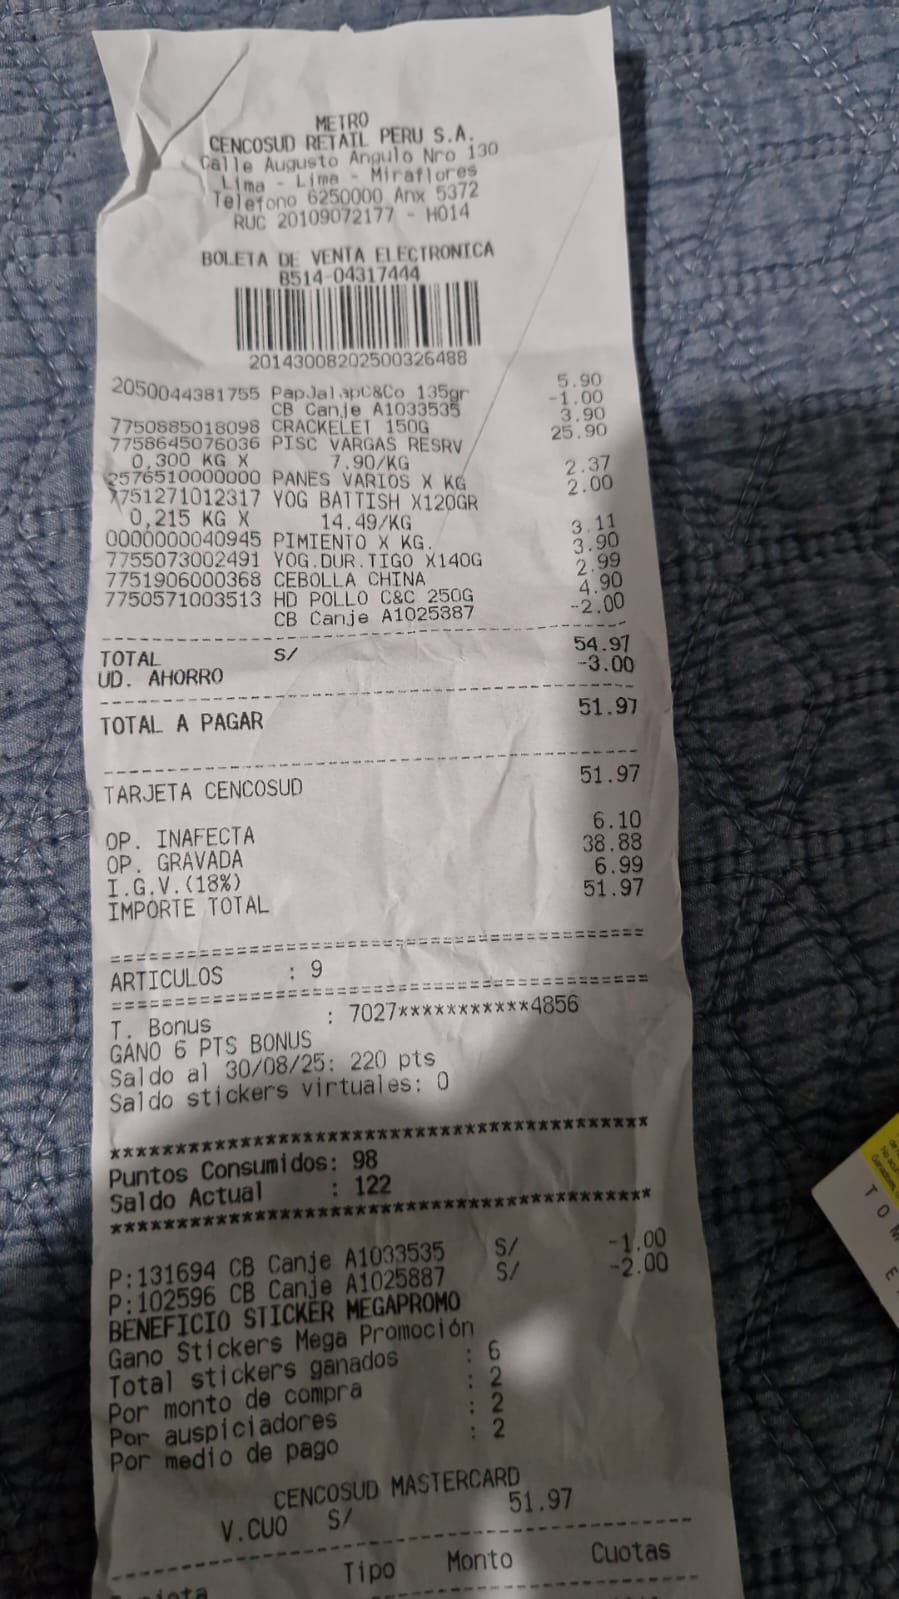 METRO
CENCOSUD RETAIL PERU S.A.
Calle Augusto Angulo Nro 130
Lima - Lima - Miraflores
Telefono 6250000 Anx 5372
RUC 20109072177 - H014
BOLETA DE VENTA ELECTRONICA
B514-04317444
20143008202500326488
2050044381755 PapJalapC&Co 135gr 5.90
CB Canje A1033535 -1.00
7750885018098 CRACKELET 150G 3.90
7758645076036 PISC VARGAS RESRV 25.90
0,300 KG X 7.90/KG
2576510000000 PANES VARIOS X KG 2.37
7751271012317 YOG BATTISH X120GR 2.00
0,215 KG X 14.49/KG
0000000040945 PIMIENTO X KG. 3.11
7755073002491 YOG.DUR.TIGO X140G 3.90
7751906000368 CEBOLLA CHINA 2.99
7750571003513 HD POLLO C&C 250G 4.90
CB Canje A1025887 -2.00
TOTAL S/ 54.97
UD. AHORRO -3.00
TOTAL A PAGAR 51.97
TARJETA CENCOSUD 51.97
OP. INAFECTA 6.10
OP. GRAVADA 38.88
I.G.V.(18%) 6.99
IMPORTE TOTAL 51.97
ARTICULOS : 9
T. Bonus : 7027***********4856
GANO 6 PTS BONUS
Saldo al 30/08/25: 220 pts
Saldo stickers virtuales: 0
Puntos Consumidos: 98
Saldo Actual : 122
P:131694 CB Canje A1033535 S/ -1.00
P:102596 CB Canje A1025887 S/ -2.00
BENEFICIO STICKER MEGAPROMO
Gano Stickers Mega Promoción
Total stickers ganados : 6
Por monto de compra : 2
Por auspiciadores : 2
Por medio de pago : 2
CENCOSUD MASTERCARD
V.CUO S/ 51.97
Tipo Monto Cuotas